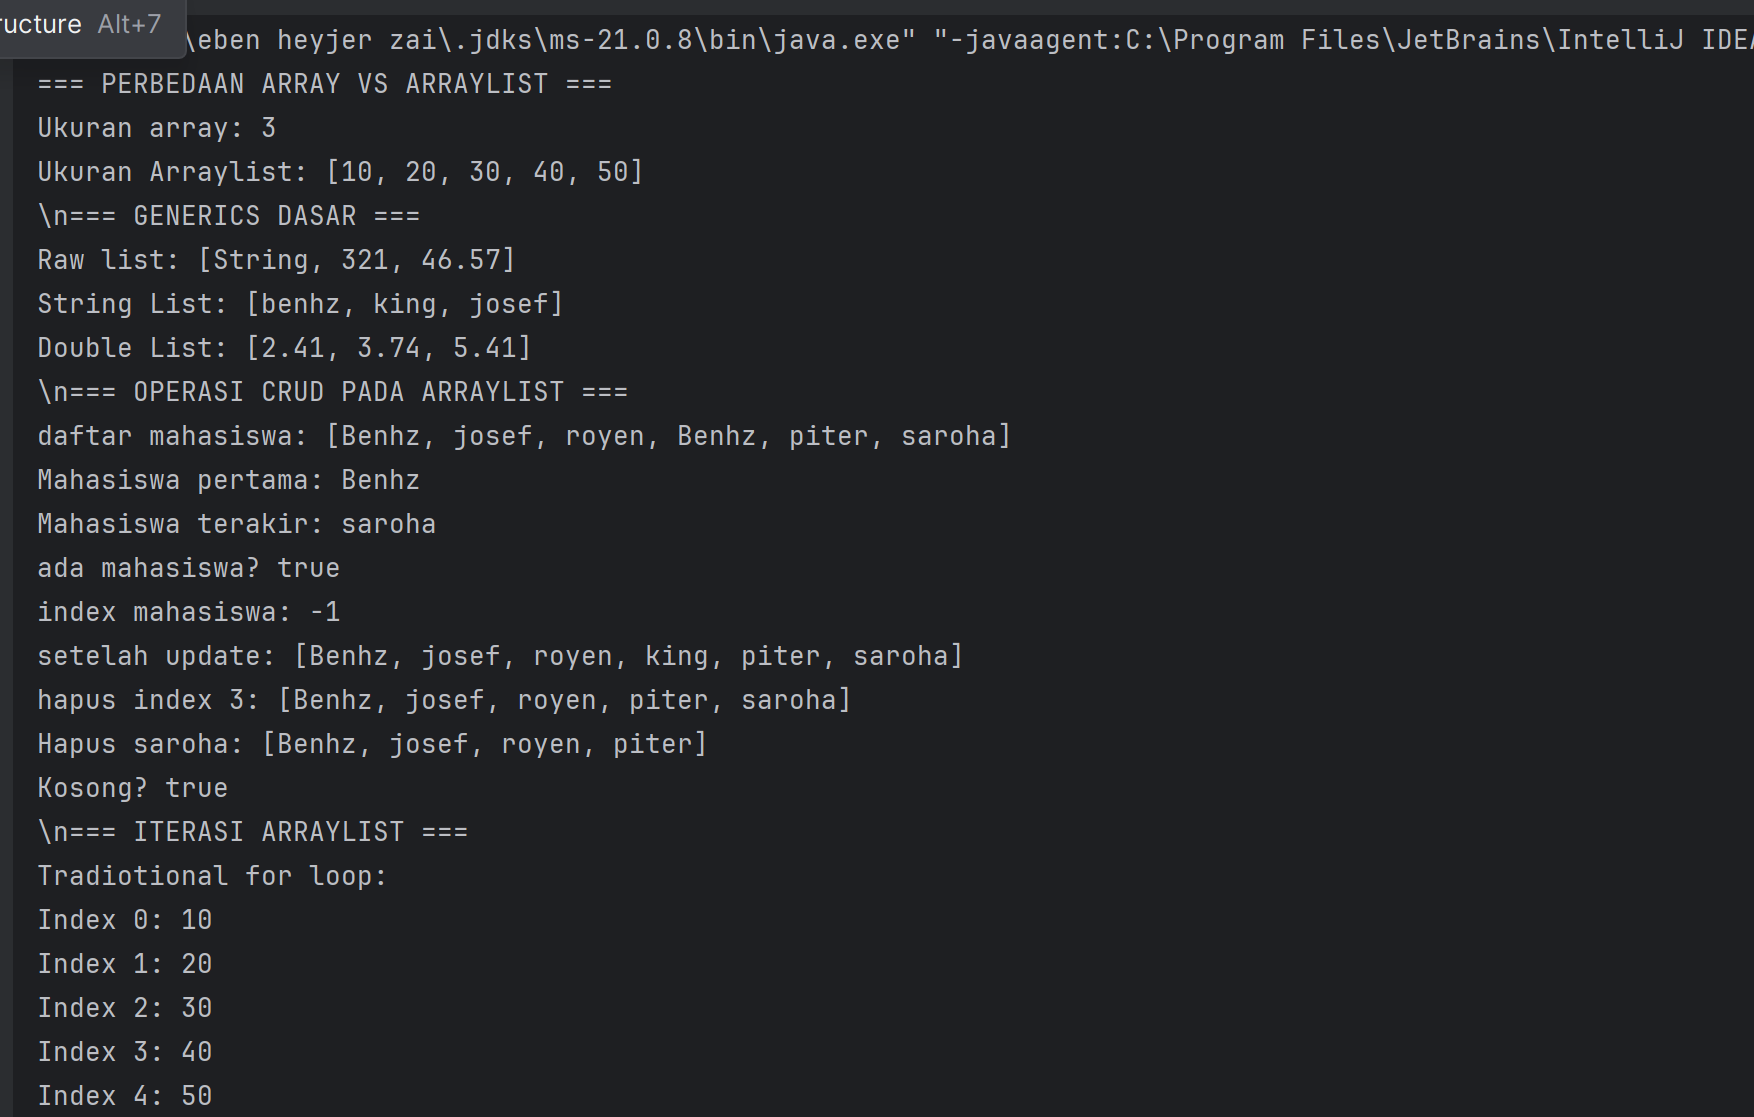 ructure Alt+7
\eben heyjer zai\.jdks\ms-21.0.8\bin\java.exe" "-javaagent:C:\Program Files\JetBrains\IntelliJ IDEA
=== PERBEDAAN ARRAY VS ARRAYLIST ===
Ukuran array: 3
Ukuran Arraylist: [10, 20, 30, 40, 50]
\n=== GENERICS DASAR ===
Raw list: [String, 321, 46.57]
String List: [benhz, king, josef]
Double List: [2.41, 3.74, 5.41]
\n=== OPERASI CRUD PADA ARRAYLIST ===
daftar mahasiswa: [Benhz, josef, royen, Benhz, piter, saroha]
Mahasiswa pertama: Benhz
Mahasiswa terakir: saroha
ada mahasiswa? true
index mahasiswa: -1
setelah update: [Benhz, josef, royen, king, piter, saroha]
hapus index 3: [Benhz, josef, royen, piter, saroha]
Hapus saroha: [Benhz, josef, royen, piter]
Kosong? true
\n=== ITERASI ARRAYLIST ===
Tradiotional for loop:
Index 0: 10
Index 1: 20
Index 2: 30
Index 3: 40
Index 4: 50